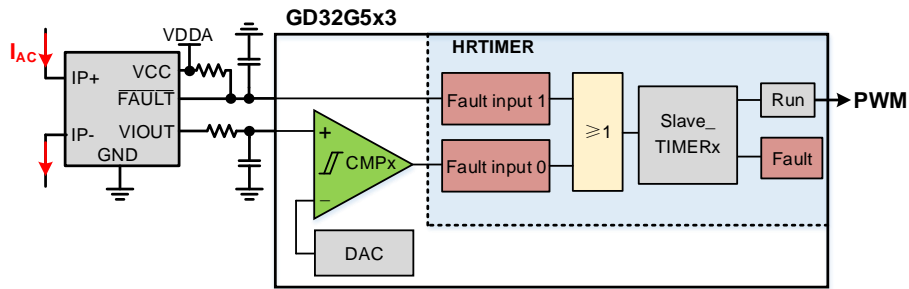 GD32G5x3
VDDA
HRTIMER
IAC
IP+
VCC
FAULT
IP-
VIOUT
GND
Fault input 1
Fault input 0
≥1
Slave_
TIMERx
Run
PWM
Fault
+
CMPx
−
DAC